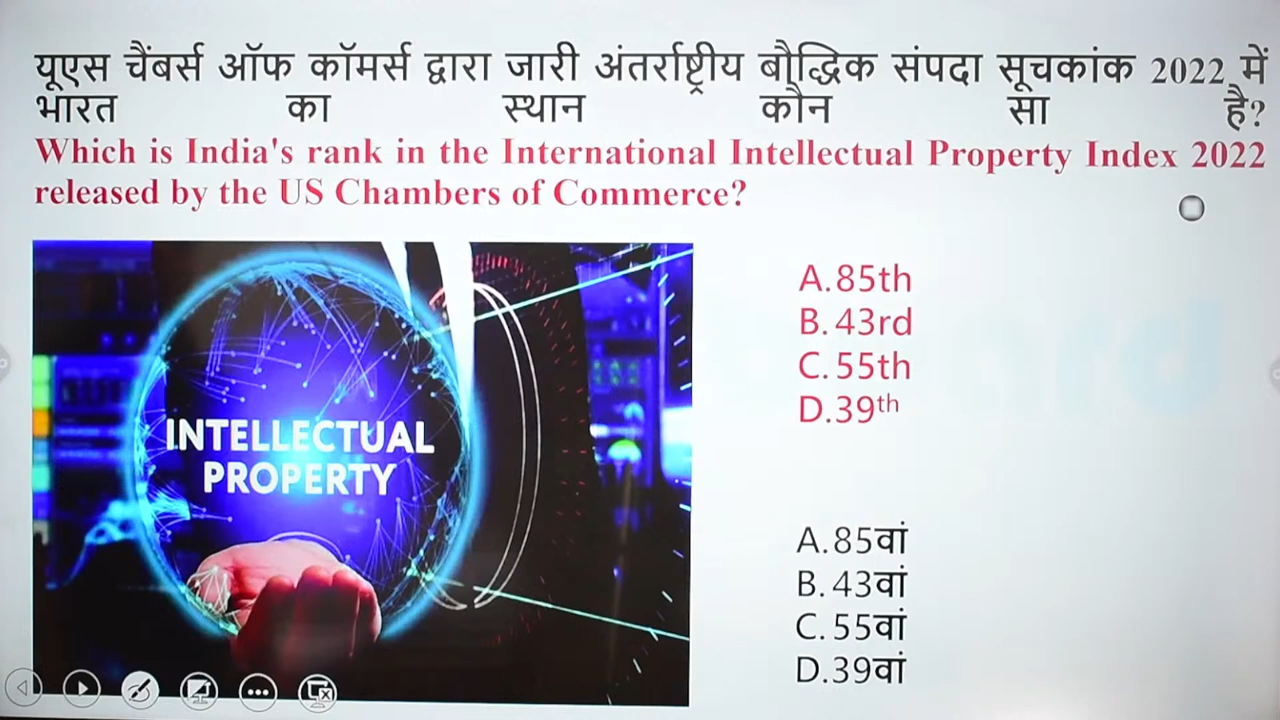 यूएस चैंबर्स ऑफ कॉमर्स द्वारा जारी अंतर्राष्ट्रीय बौद्धिक संपदा सूचकांक 2022 में
भारत का स्थान कौन सा है?
Which is India's rank in the International Intellectual Property Index 2022
released by the US Chambers of Commerce?
INTELLECTUAL
PROPERTY
A. 85th
B. 43rd
C. 55th
D. 39th
A. 85वां
B. 43वां
C. 55वां
D. 39वां